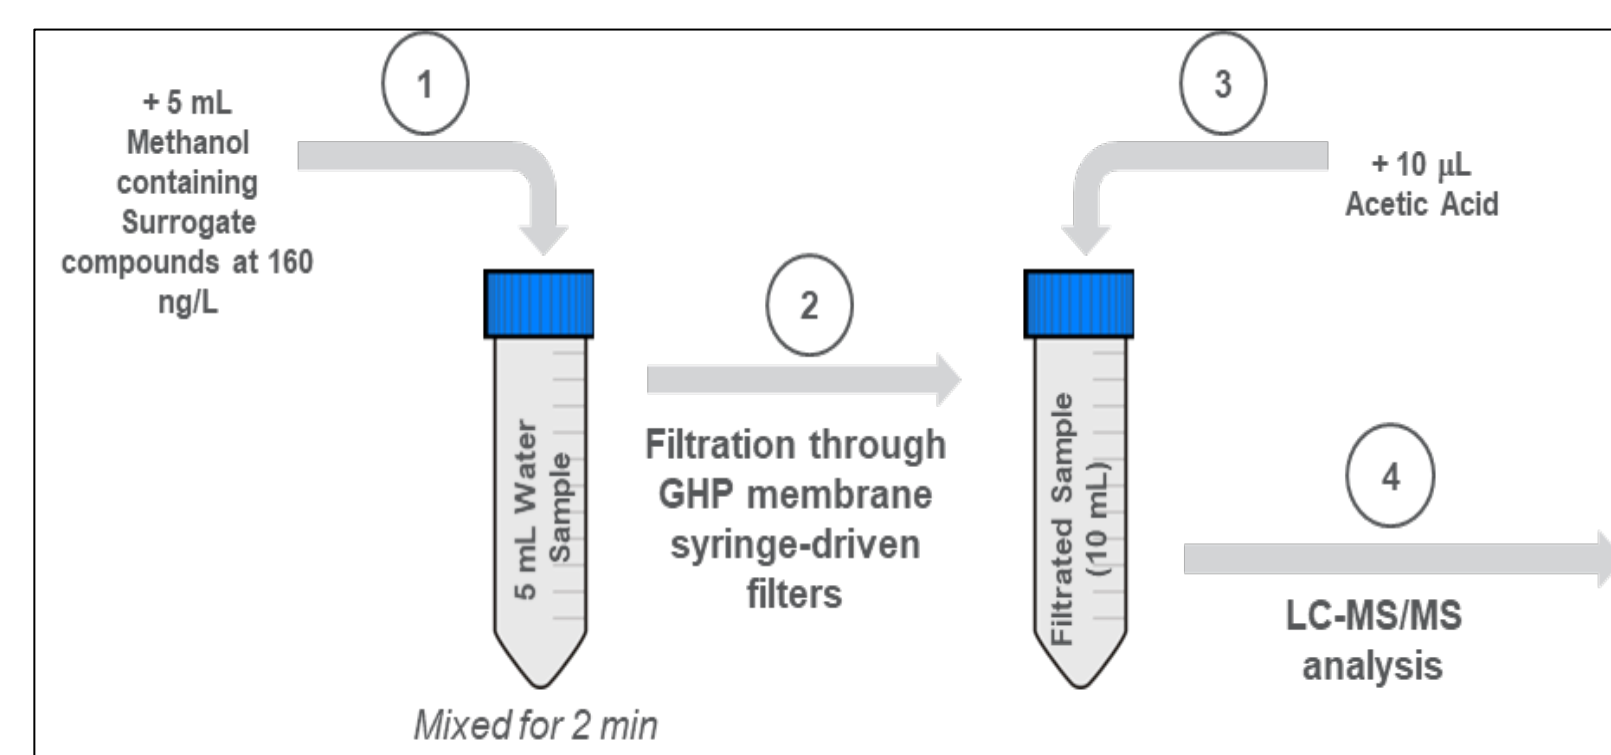 1
+ 5 mL
Methanol
containing
Surrogate
compounds at 160
ng/L
5 mL Water
Sample
Mixed for 2 min
2
Filtration through
GHP membrane
syringe-driven
filters
3
+ 10 μL
Acetic Acid
Filtrated Sample
(10 mL)
4
LC-MS/MS
analysis